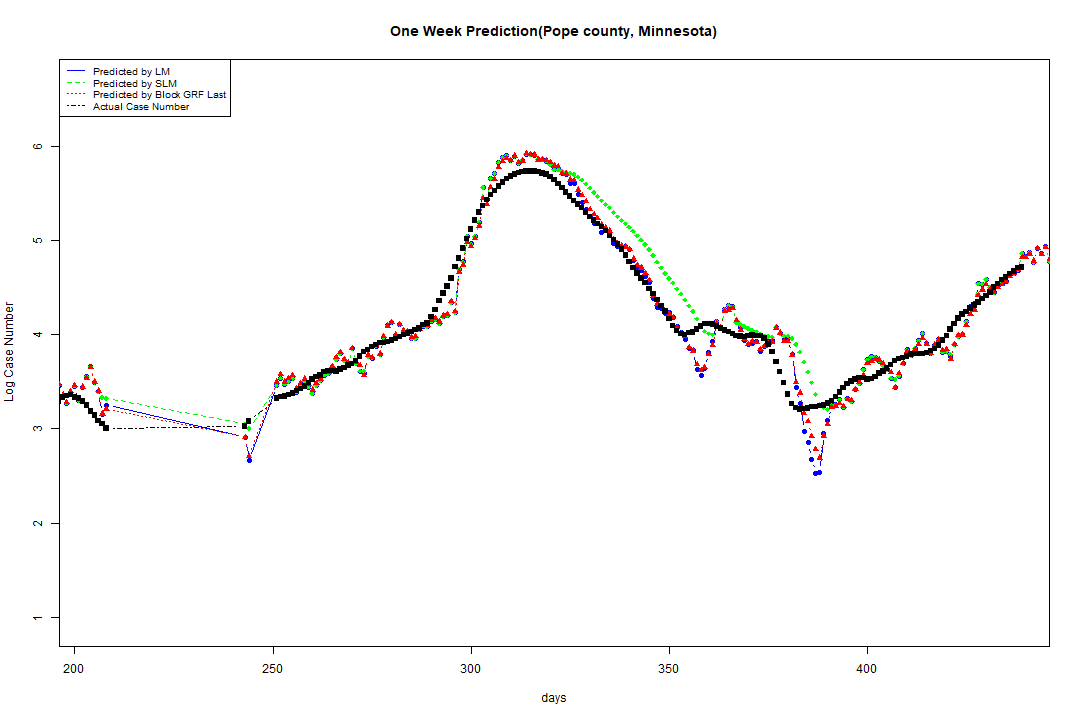 One Week Prediction(Pope county, Minnesota)
Predicted by LM
Predicted by SLM
Predicted by Block GRF Last
Actual Case Number
Log Case Number
6
5
4
3
2
1
200 250 300 350 400
days